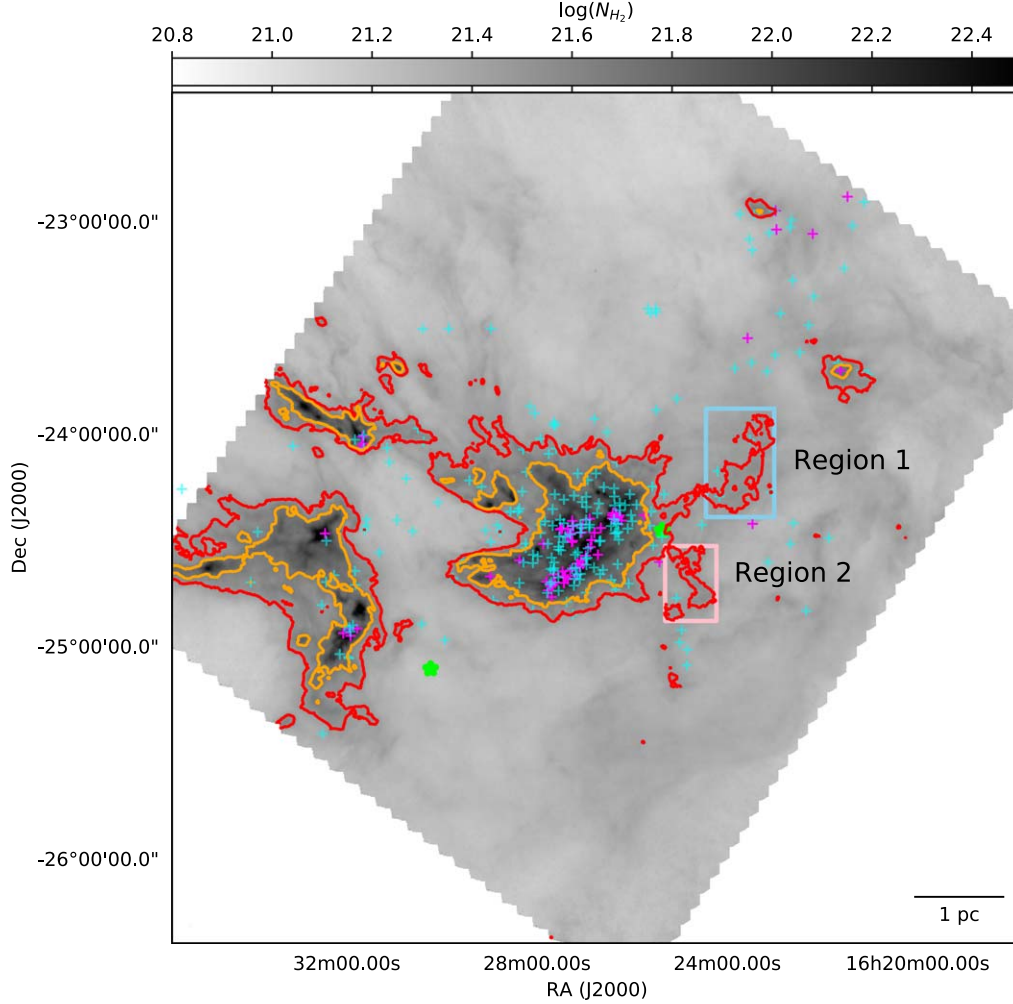 log(N_{H_2})
20.8 21.0 21.2 21.4 21.6 21.8 22.0 22.2 22.4
-23°00'00.0"
-24°00'00.0"
Region 1
Dec (J2000)
Region 2
-25°00'00.0"
-26°00'00.0"
1 pc
32m00.00s 28m00.00s 24m00.00s 16h20m00.00s
RA (J2000)